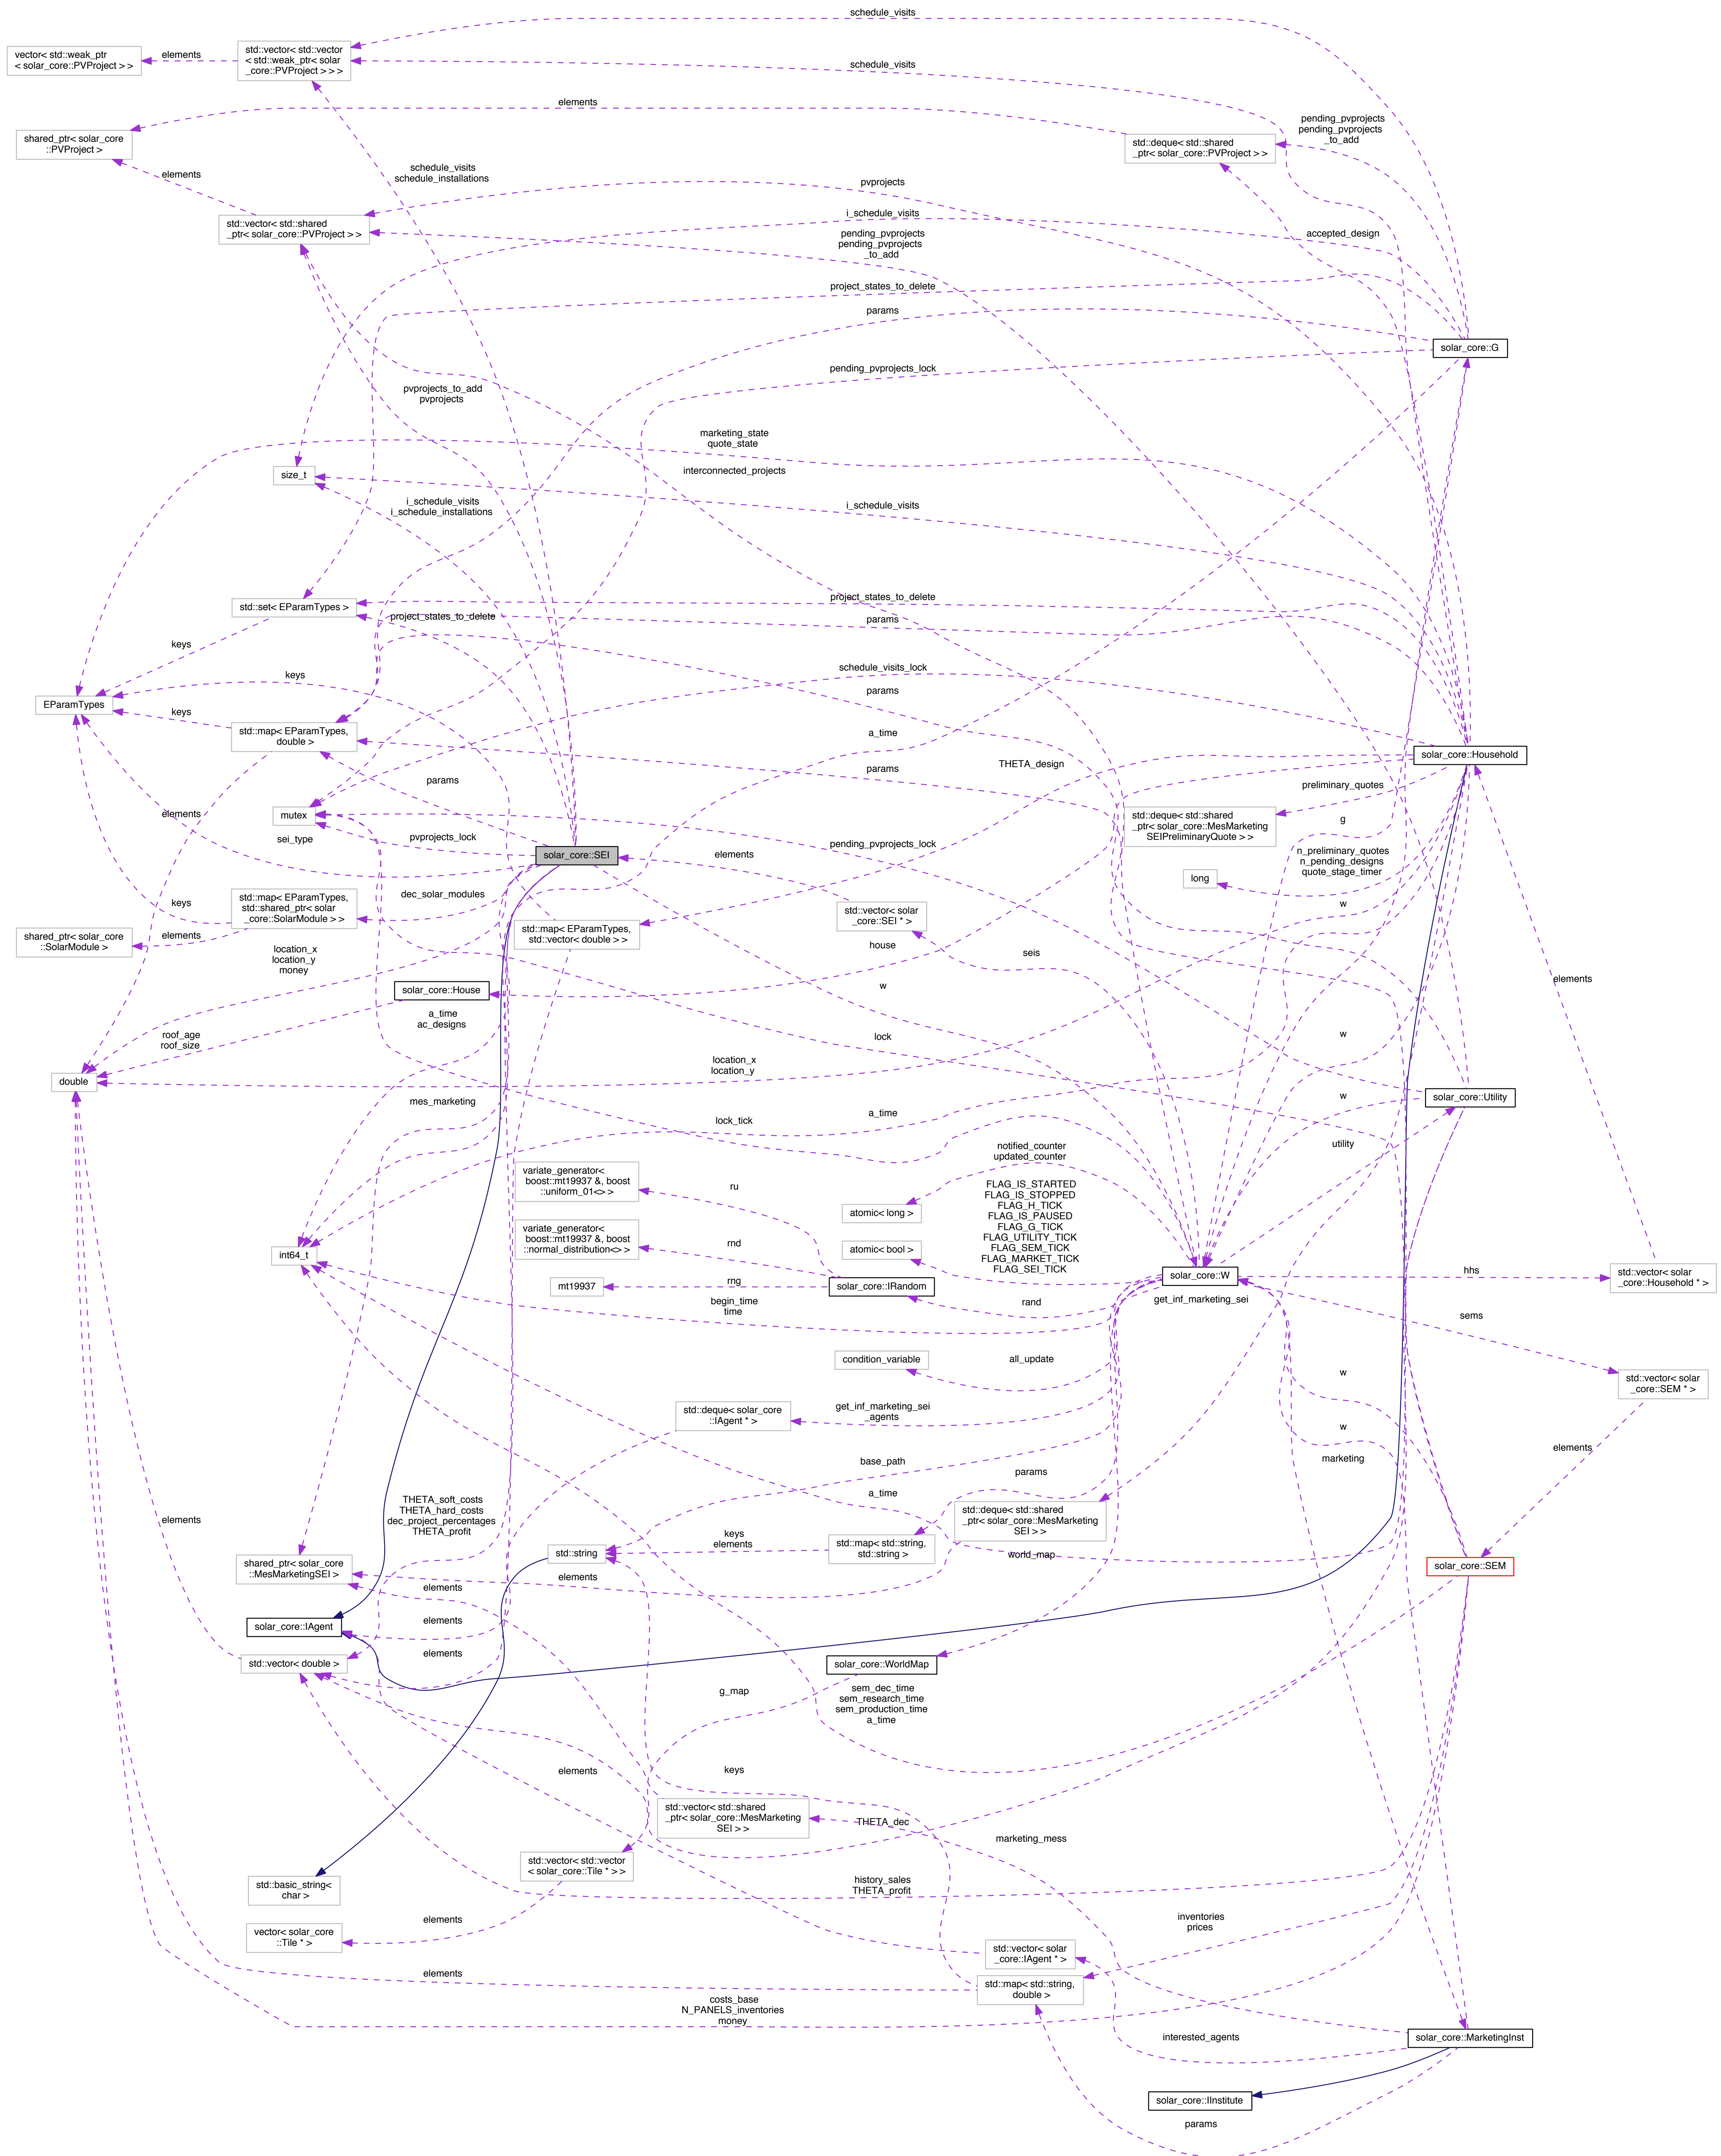 schedule_visits
vector< std::weak_ptr
< solar_core::PVProject > >
elements
std::vector< std::vector
< std::weak_ptr< solar
_core::PVProject > > >
schedule_visits
elements
shared_ptr< solar_core
::PVProject >
std::deque< std::shared
_ptr< solar_core::PVProject > >
pending_pvprojects
pending_pvprojects
_to_add
elements
schedule_visits
schedule_installations
pvprojects
std::vector< std::shared
_ptr< solar_core::PVProject > >
i_schedule_visits
pending_pvprojects
pending_pvprojects
_to_add
accepted_design
project_states_to_delete
params
solar_core::G
pending_pvprojects_lock
pvprojects_to_add
pvprojects
marketing_state
quote_state
size_t
interconnected_projects
i_schedule_visits
i_schedule_installations
i_schedule_visits
std::set< EParamTypes >
project_states_to_delete
project_states_to_delete
params
keys
keys
schedule_visits_lock
EParamTypes
keys
params
std::map< EParamTypes,
double >
a_time
solar_core::Household
THETA_design
params
params
preliminary_quotes
elements
mutex
std::deque< std::shared
_ptr< solar_core::MesMarketing
SEIPreliminaryQuote > >
g
sei_type
pvprojects_lock
pending_pvprojects_lock
solar_core::SEI
elements
n_preliminary_quotes
n_pending_designs
quote_stage_timer
long
dec_solar_modules
keys
std::map< EParamTypes,
std::shared_ptr< solar
_core::SolarModule > >
w
std::vector< solar
_core::SEI * >
shared_ptr< solar_core
::SolarModule >
elements
std::map< EParamTypes,
std::vector< double > >
house
seis
location_x
location_y
money
elements
solar_core::House
w
a_time
ac_designs
roof_age
roof_size
lock
w
double
location_x
location_y
solar_core::Utility
mes_marketing
w
lock_tick
a_time
utility
notified_counter
updated_counter
variate_generator<
boost::mt19937 &, boost
::uniform_01<> >
ru
FLAG_IS_STARTED
FLAG_IS_STOPPED
FLAG_H_TICK
FLAG_IS_PAUSED
FLAG_G_TICK
FLAG_UTILITY_TICK
FLAG_SEM_TICK
FLAG_MARKET_TICK
FLAG_SEI_TICK
atomic< long >
variate_generator<
boost::mt19937 &, boost
::normal_distribution<> >
rnd
atomic< bool >
int64_t
solar_core::W
hhs
std::vector< solar
_core::Household * >
mt19937
rng
solar_core::IRandom
begin_time
time
rand
get_inf_marketing_sei
sems
condition_variable
all_update
w
std::vector< solar
_core::SEM * >
std::deque< solar_core
::IAgent * >
get_inf_marketing_sei
_agents
w
elements
base_path
marketing
params
a_time
THETA_soft_costs
THETA_hard_costs
dec_project_percentages
THETA_profit
std::deque< std::shared
_ptr< solar_core::MesMarketing
SEI > >
elements
keys
elements
std::map< std::string,
std::string >
std::string
world_map
shared_ptr< solar_core
::MesMarketingSEI >
solar_core::SEM
elements
elements
solar_core::IAgent
elements
elements
std::vector< double >
solar_core::WorldMap
g_map
sem_dec_time
sem_research_time
sem_production_time
a_time
elements
keys
std::vector< std::shared
_ptr< solar_core::MesMarketing
SEI > >
THETA_dec
marketing_mess
std::vector< std::vector
< solar_core::Tile * > >
std::basic_string<
char >
history_sales
THETA_profit
elements
vector< solar_core
::Tile * >
inventories
prices
std::vector< solar
_core::IAgent * >
elements
std::map< std::string,
double >
costs_base
N_PANELS_inventories
money
interested_agents
solar_core::MarketingInst
solar_core::IInstitute
params